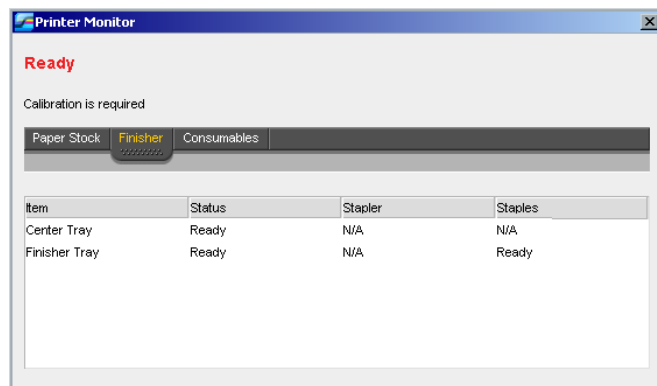 Printer Monitor
Ready
Calibration is required
Paper Stock Finisher Consumables
Item Status Stapler Staples
Center Tray Ready N/A N/A
Finisher Tray Ready N/A Ready